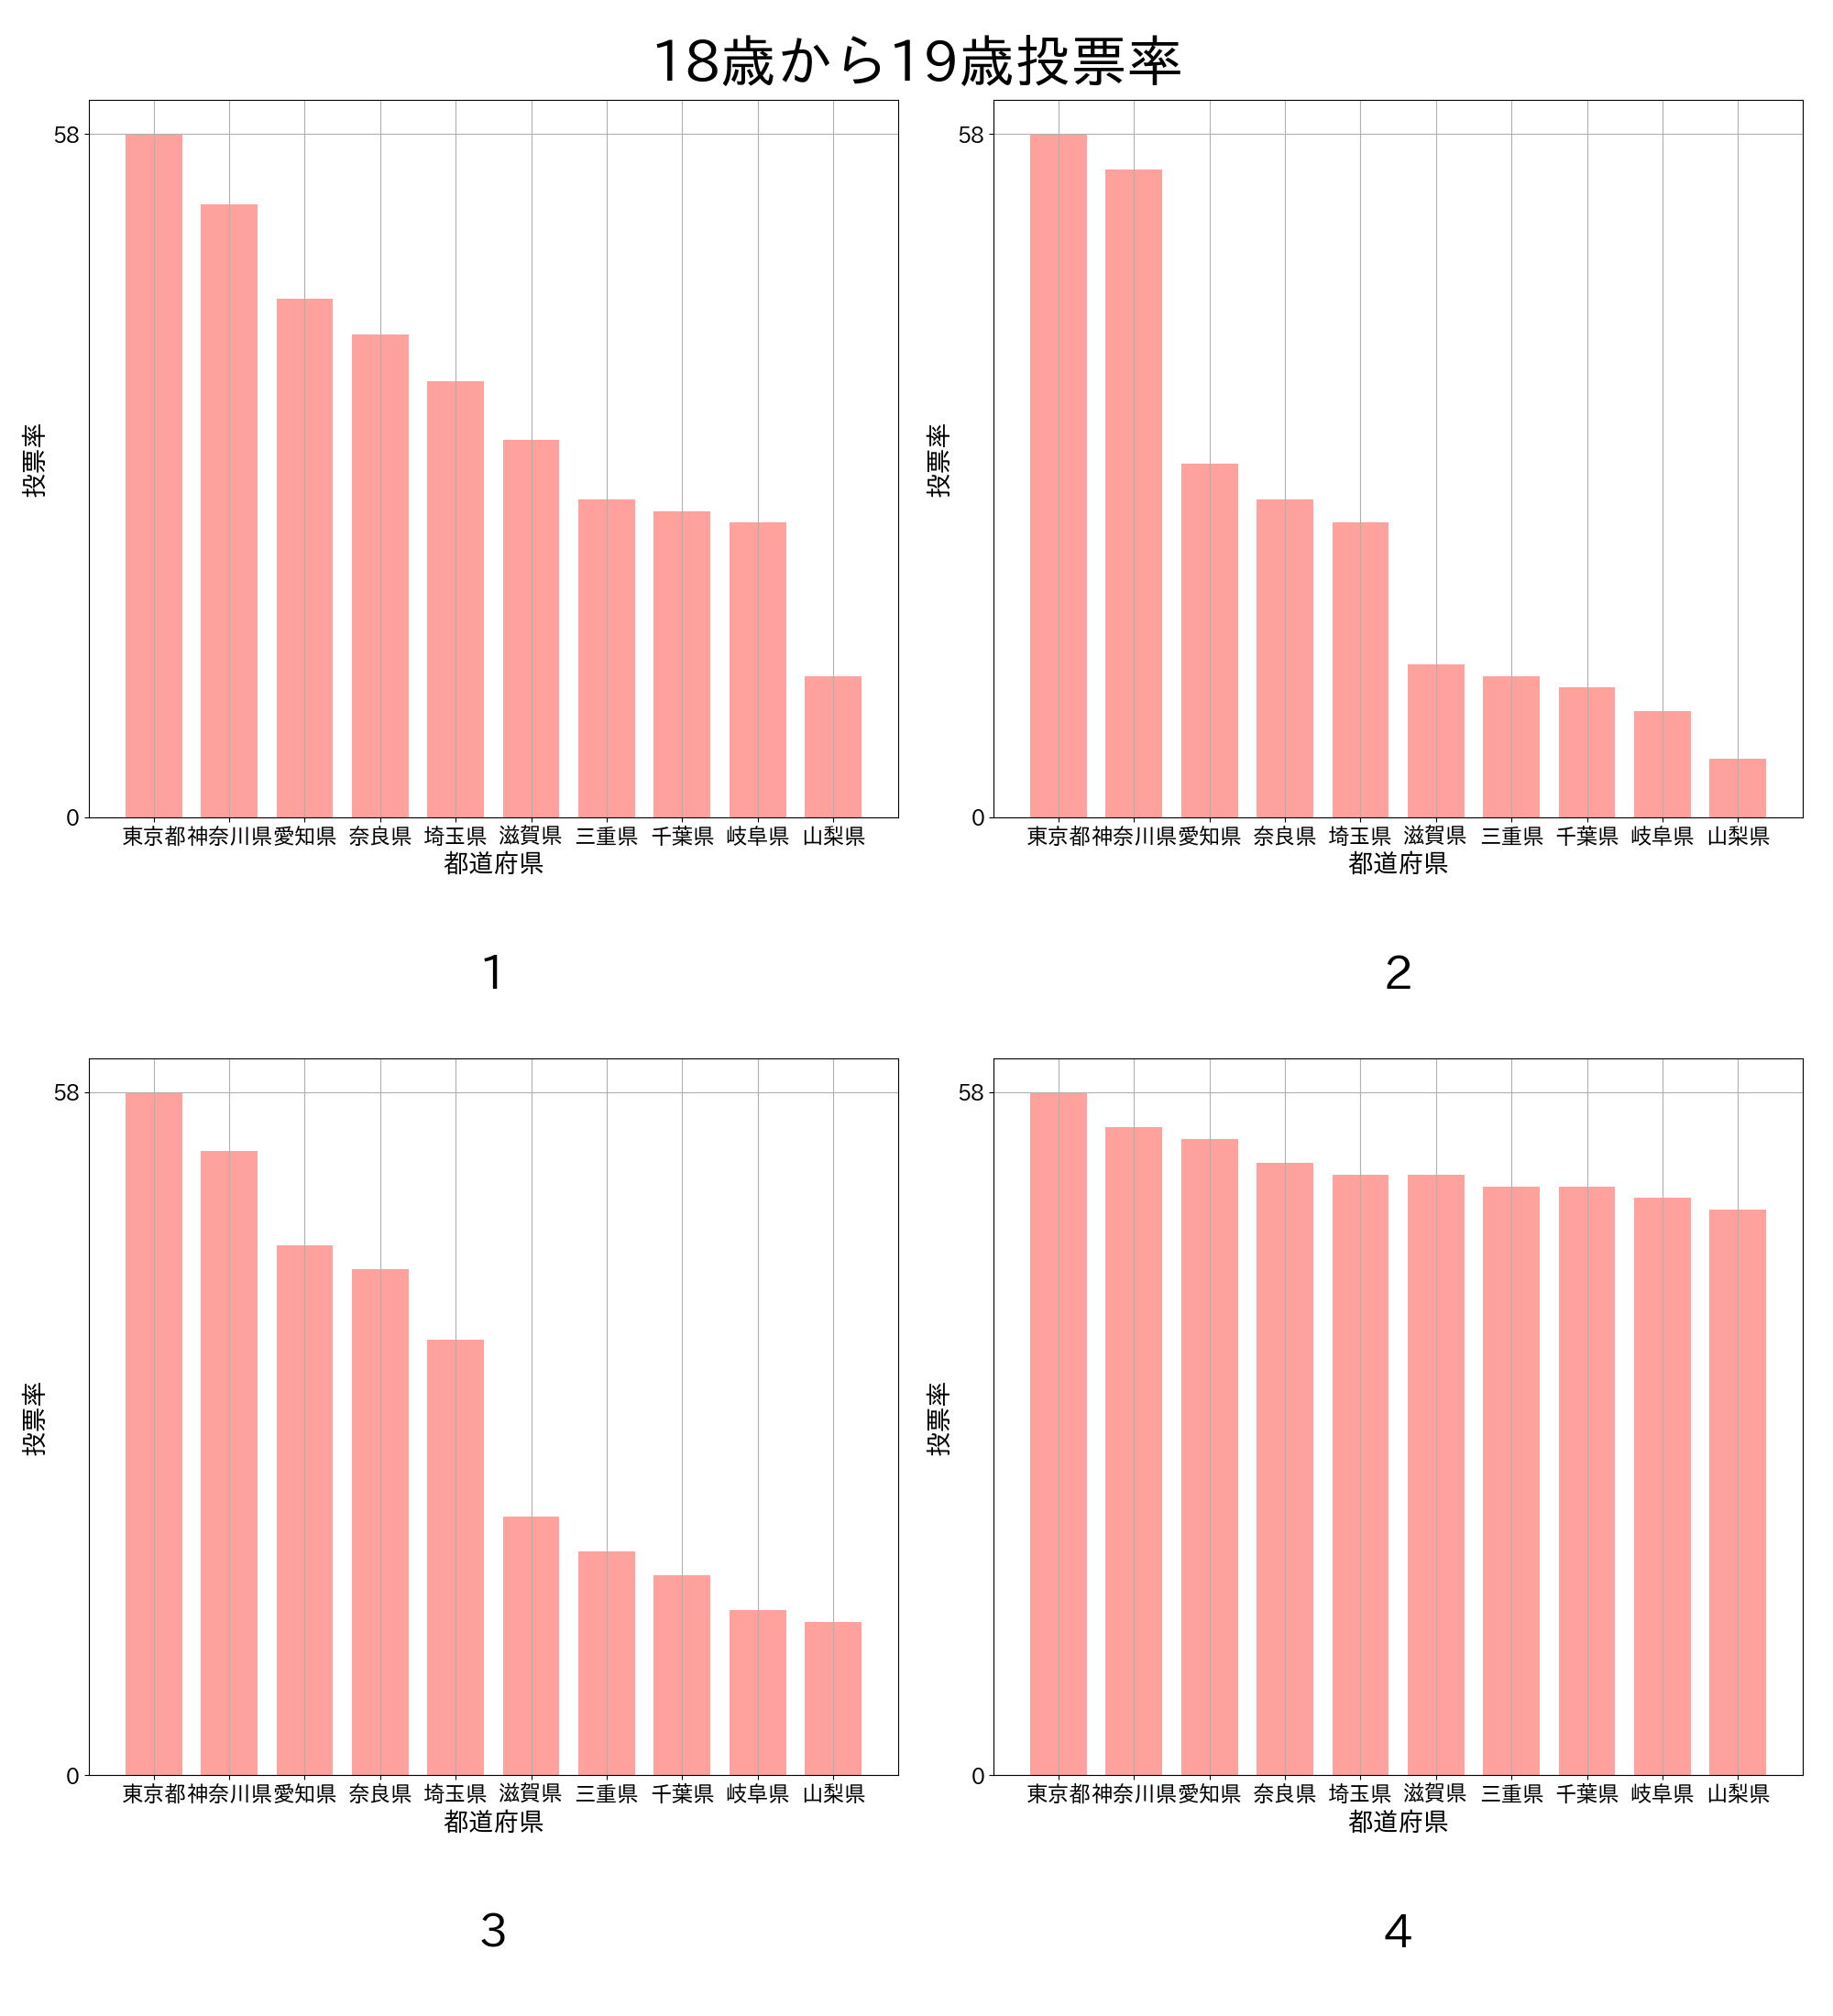 18歳から19歳投票率
58
0
投票率
東京都 神奈川県 愛知県 奈良県 埼玉県 滋賀県 三重県 千葉県 岐阜県 山梨県
都道府県
1
58
0
投票率
東京都 神奈川県 愛知県 奈良県 埼玉県 滋賀県 三重県 千葉県 岐阜県 山梨県
都道府県
2
58
0
投票率
東京都 神奈川県 愛知県 奈良県 埼玉県 滋賀県 三重県 千葉県 岐阜県 山梨県
都道府県
3
58
0
投票率
東京都 神奈川県 愛知県 奈良県 埼玉県 滋賀県 三重県 千葉県 岐阜県 山梨県
都道府県
4